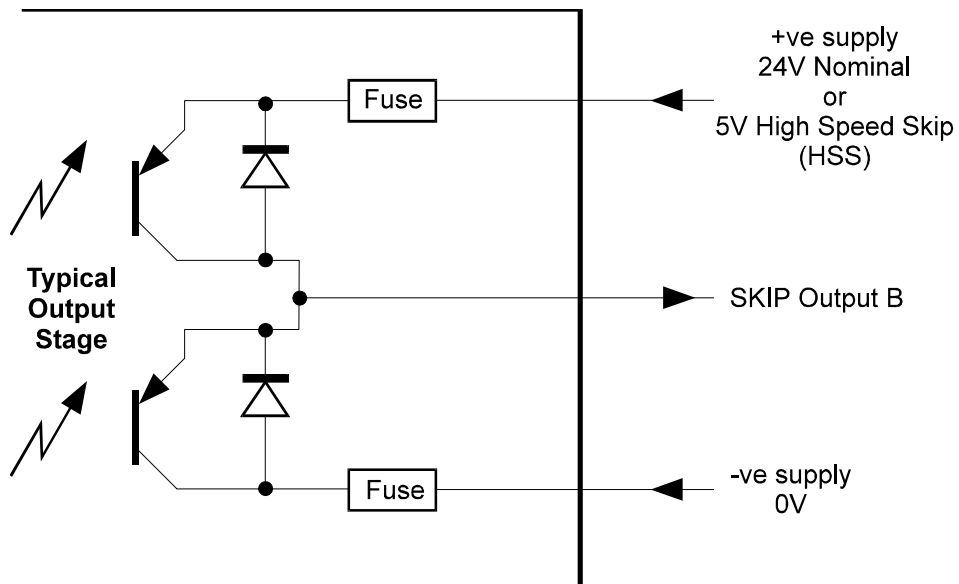 +ve supply
24V Nominal
or
5V High Speed Skip
(HSS)
Fuse
Typical
Output
Stage
SKIP Output B
Fuse
-ve supply
0V